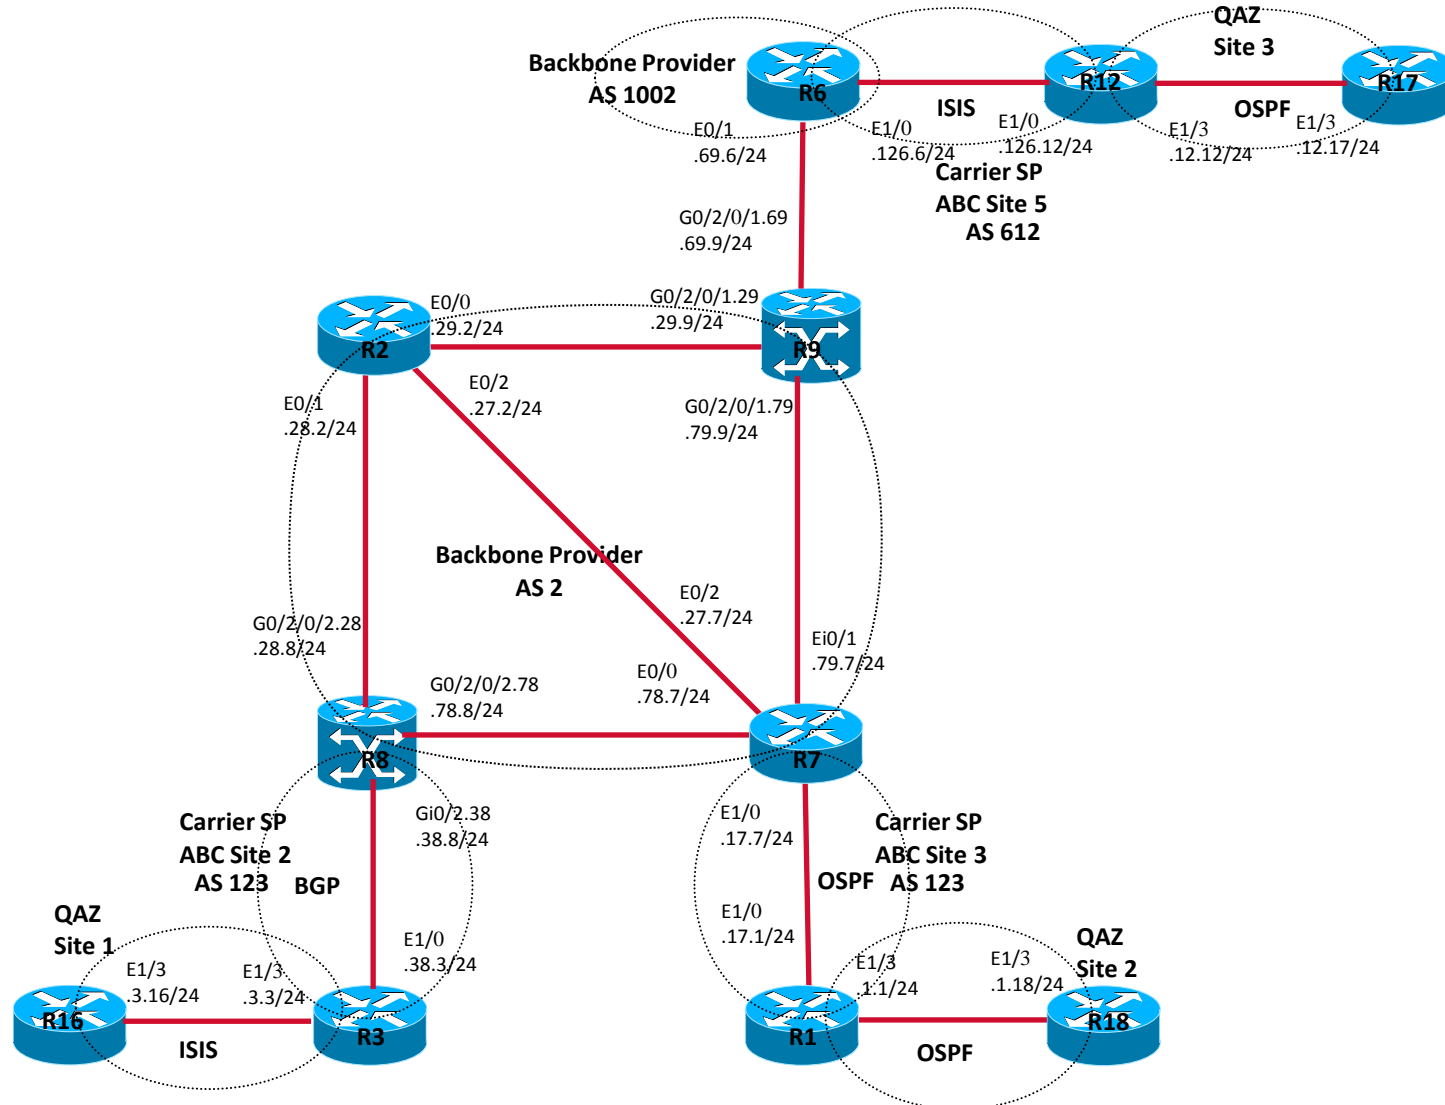 QAZ
Site 3
Backbone Provider
AS 1002
R6
R12
R17
ISIS
OSPF
E0/1
.69.6/24
E1/0
.126.6/24
E1/0
.126.12/24
E1/3
.12.12/24
E1/3
.12.17/24
Carrier SP
ABC Site 5
AS 612
G0/2/0/1.69
.69.9/24
E0/0
.29.2/24
G0/2/0/1.29
.29.9/24
R2
R9
E0/1
.28.2/24
E0/2
.27.2/24
G0/2/0/1.79
.79.9/24
Backbone Provider
AS 2
E0/2
.27.7/24
G0/2/0/2.28
.28.8/24
Ei0/1
.79.7/24
G0/2/0/2.78
.78.8/24
E0/0
.78.7/24
R8
R7
Carrier SP
ABC Site 2
AS 123
BGP
Gi0/2.38
.38.8/24
E1/0
.17.7/24
Carrier SP
ABC Site 3
AS 123
OSPF
QAZ
Site 1
E1/3
.3.16/24
E1/3
.3.3/24
E1/0
.38.3/24
E1/0
.17.1/24
E1/3
.1.1/24
E1/3
.1.18/24
QAZ
Site 2
R16
R3
R1
R18
ISIS
OSPF